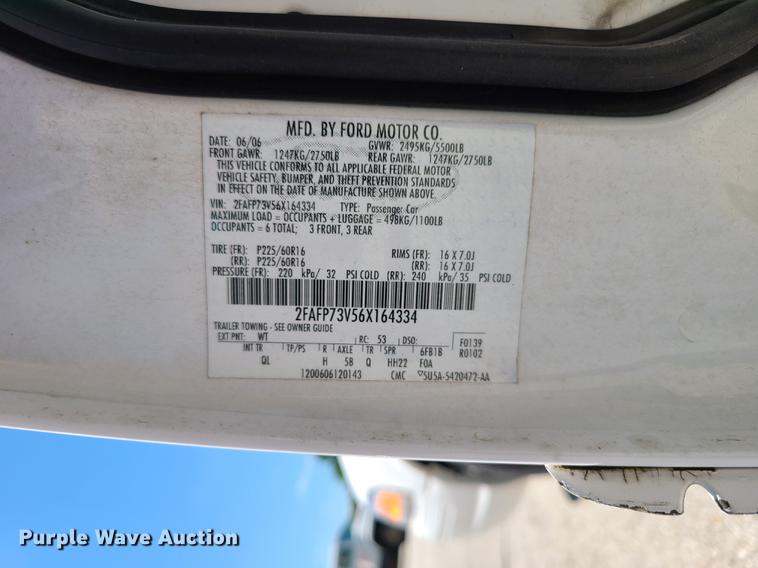 MFD. BY FORD MOTOR CO.
DATE: 06/06 GVWR: 2495KG/5500LB
FRONT GAWR: 1247KG/2750LB REAR GAWR: 1247KG/2750LB
THIS VEHICLE CONFORMS TO ALL APPLICABLE FEDERAL MOTOR
VEHICLE SAFETY, BUMPER, AND THEFT PREVENTION STANDARDS
IN EFFECT ON THE DATE OF MANUFACTURE SHOWN ABOVE.
VIN: 2FAFP73V56X164334 TYPE: Passenger Car
MAXIMUM LOAD = OCCUPANTS + LUGGAGE = 498KG/1100LB
OCCUPANTS = 6 TOTAL; 3 FRONT, 3 REAR
TIRE (FR): P225/60R16 RIMS (FR): 16 X 7.0J
(RR): P225/60R16 (RR): 16 X 7.0J
PRESSURE (FR): 220 kPa/ 32 PSI COLD (RR): 240 kPa/ 35 PSI COLD
2FAFP73V56X164334
TRAILER TOWING - SEE OWNER GUIDE
EXT PNT: WT RC: 53 DSO: F0139
INT TR TP/PS R AXLE TR SPR 6FB1B R0102
QL H 58 Q HH22 FOA
1200606120143 CMC 5U5A-5420472-AA
Purple Wave Auction